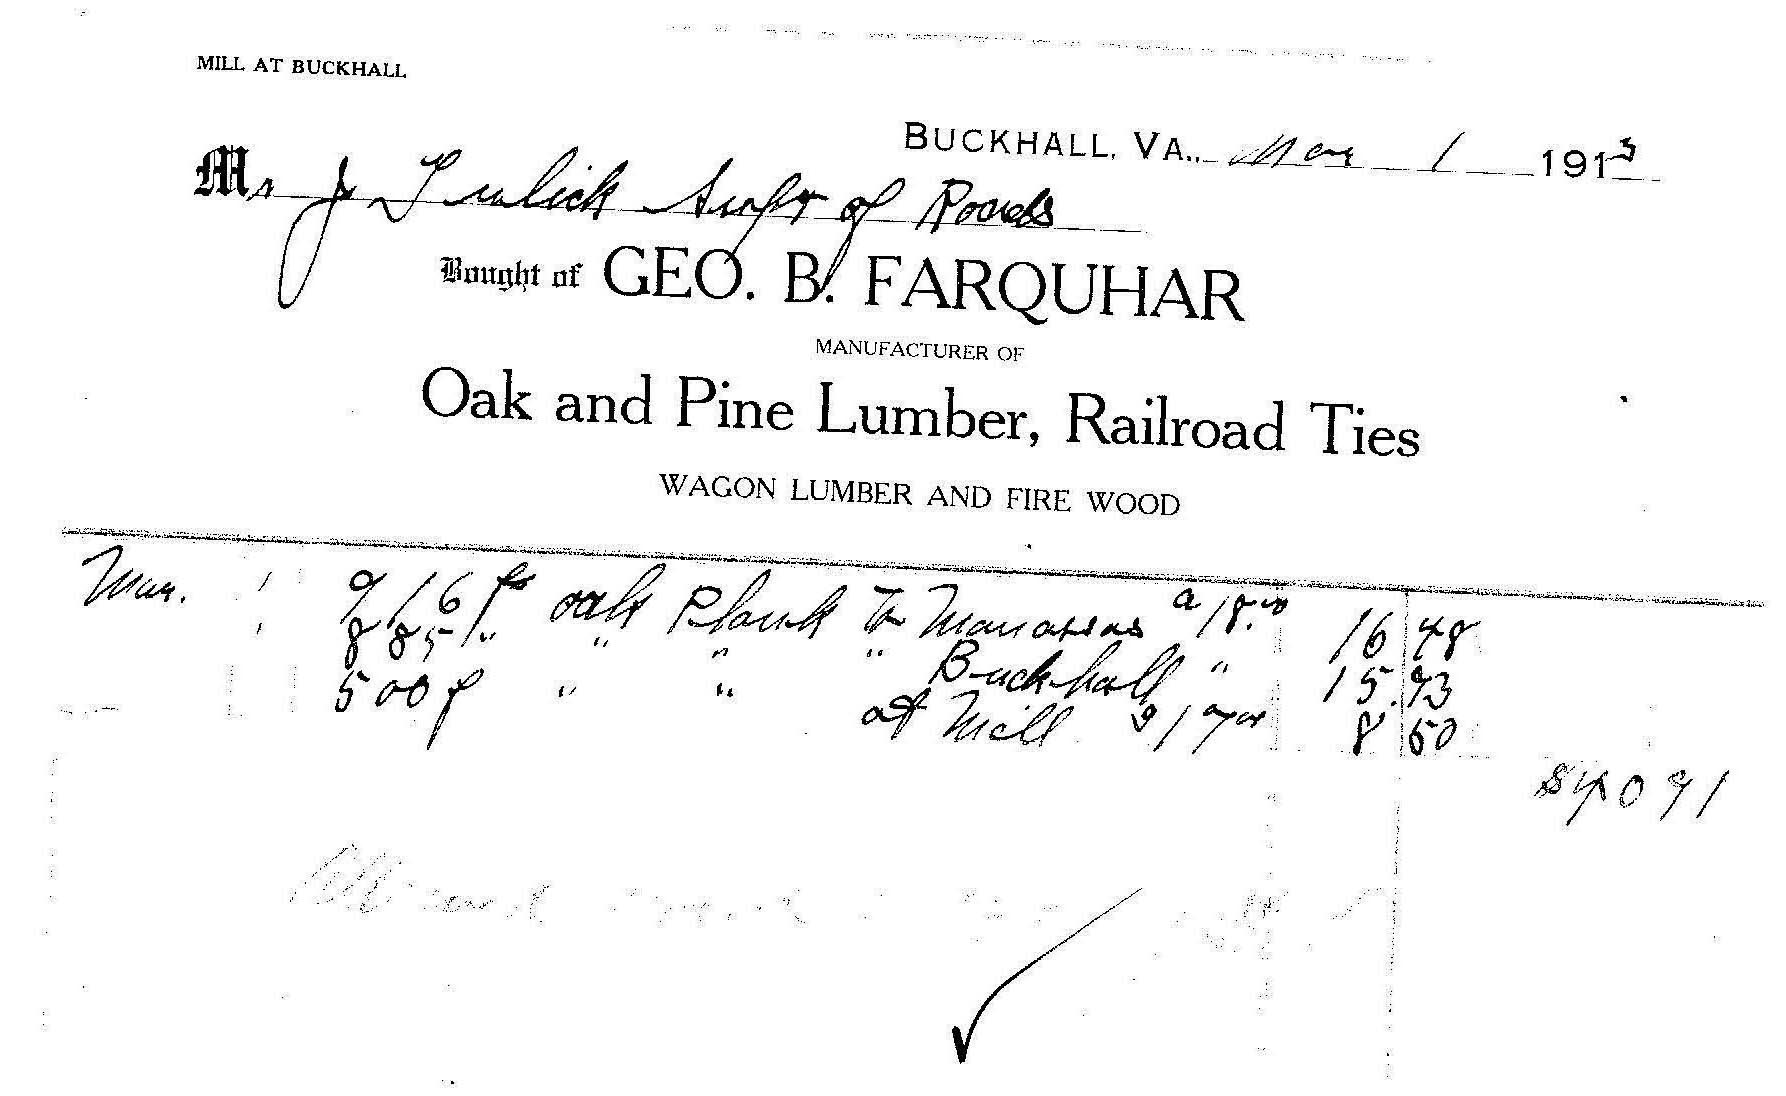 MILL AT BUCKHALL
BUCKHALL, VA., Mar 1 1913
Mr J Gulick Supt of Roads
Bought of GEO. B. FARQUHAR
MANUFACTURER OF
Oak and Pine Lumber, Railroad Ties
WAGON LUMBER AND FIRE WOOD
Mar. 1 916 ft oak Plank To Manassas a 18.00 16 48
885 " " " " Buckhall " 15.93
500 f " " at Mill a 17 00 8 50
$40 91